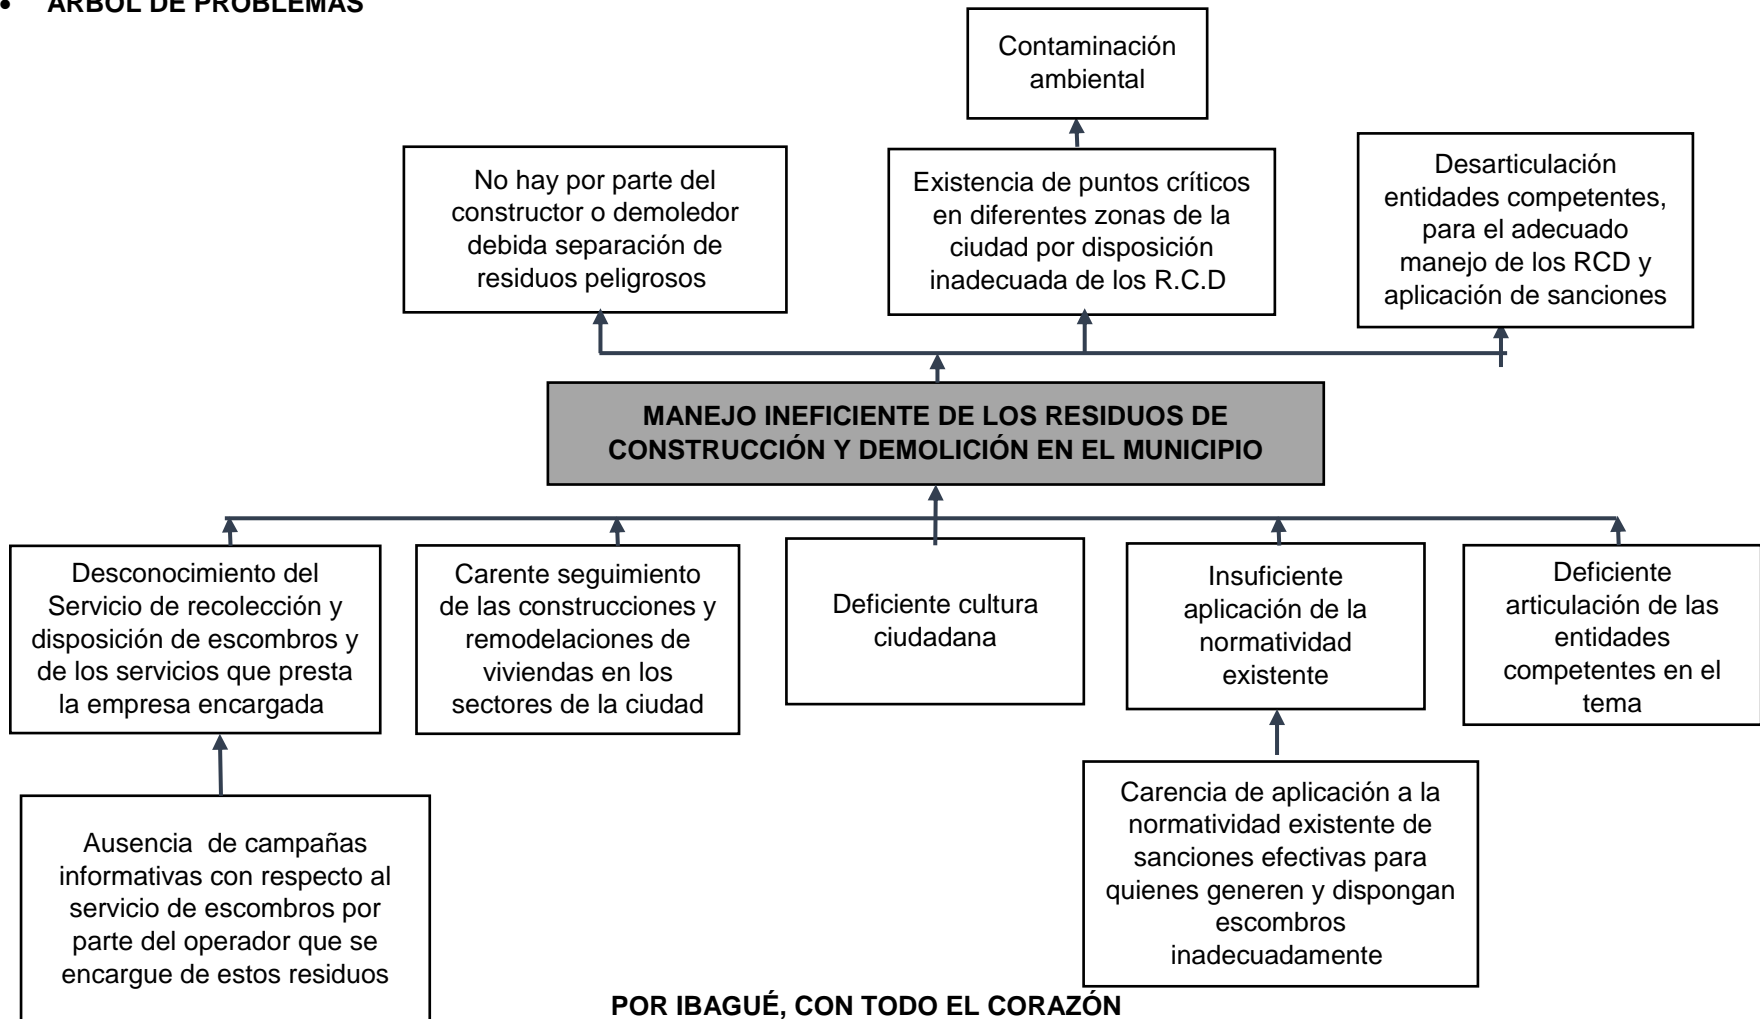 • ARBOL DE PROBLEMAS
Contaminación
ambiental
No hay por parte del
constructor o demoledor
debida separación de
residuos peligrosos
Existencia de puntos críticos
en diferentes zonas de la
ciudad por disposición
inadecuada de los R.C.D
Desarticulación
entidades competentes,
para el adecuado
manejo de los RCD y
aplicación de sanciones
MANEJO INEFICIENTE DE LOS RESIDUOS DE
CONSTRUCCIÓN Y DEMOLICIÓN EN EL MUNICIPIO
Desconocimiento del
Servicio de recolección y
disposición de escombros y
de los servicios que presta
la empresa encargada
Carente seguimiento
de las construcciones y
remodelaciones de
viviendas en los
sectores de la ciudad
Deficiente cultura
ciudadana
Insuficiente
aplicación de la
normatividad
existente
Deficiente
articulación de las
entidades
competentes en el
tema
Ausencia de campañas
informativas con respecto al
servicio de escombros por
parte del operador que se
encargue de estos residuos
Carencia de aplicación a la
normatividad existente de
sanciones efectivas para
quienes generen y dispongan
escombros
inadecuadamente
POR IBAGUÉ, CON TODO EL CORAZÓN